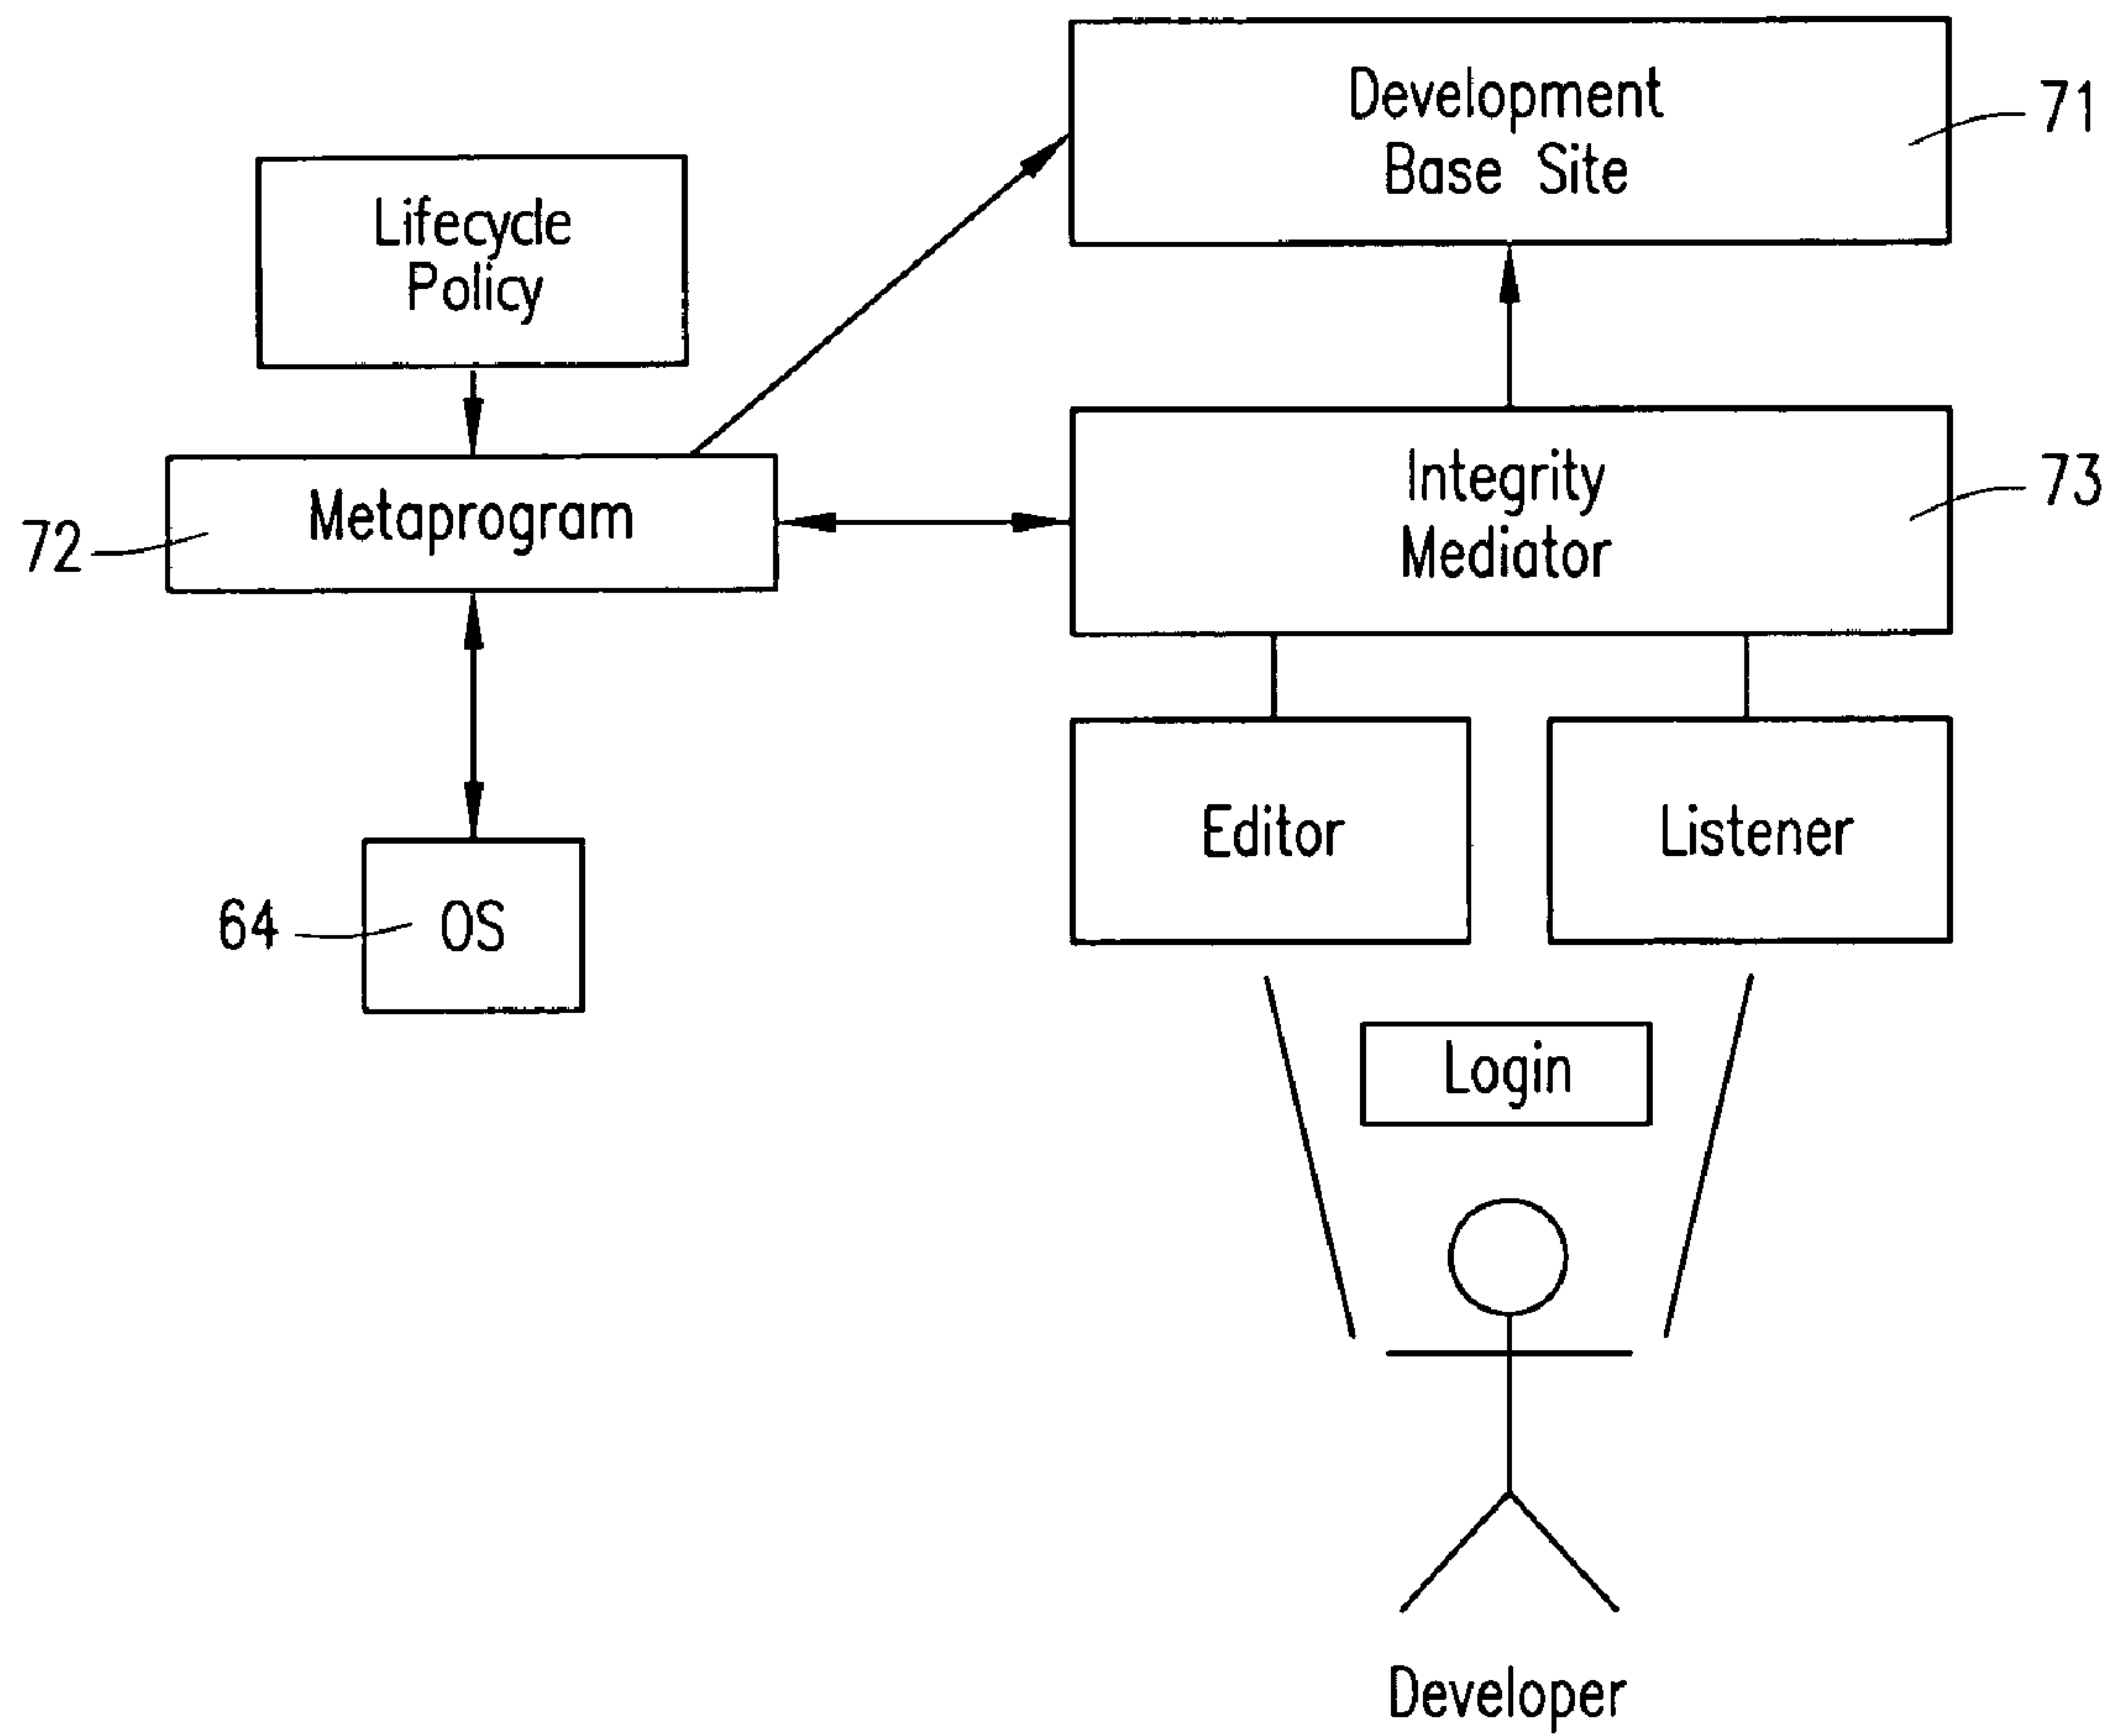 Development
Base Site
71
Lifecycle
Policy
Metaprogram
72
Integrity
Mediator
73
Editor
Listener
64
OS
Login
Developer